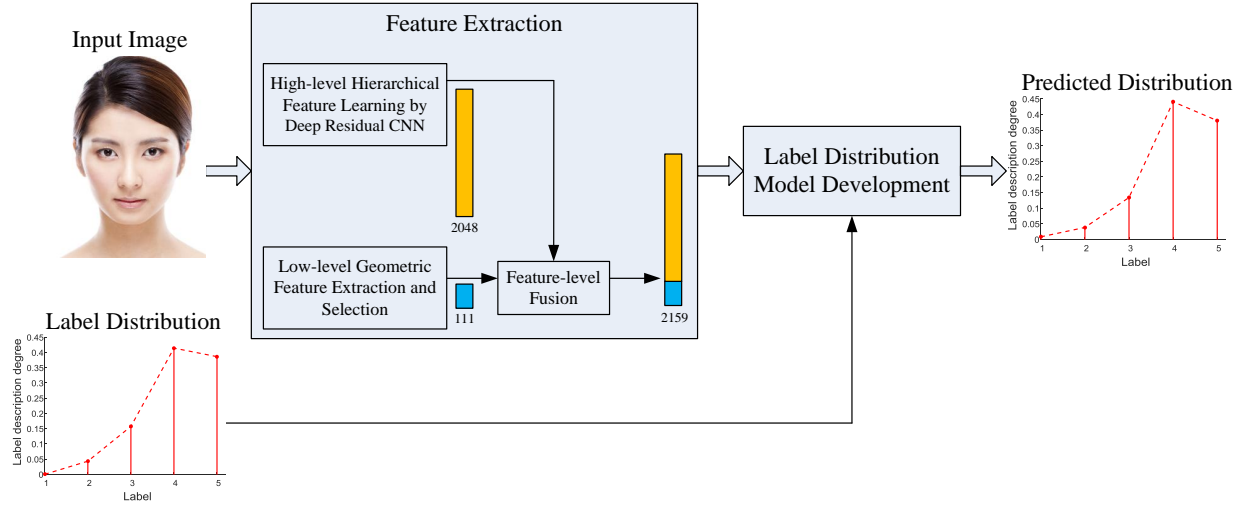 Input Image
Feature Extraction
High-level Hierarchical
Feature Learning by
Deep Residual CNN
2048
Low-level Geometric
Feature Extraction and
Selection
111
Feature-level
Fusion
2159
Label Distribution
Model Development
Predicted Distribution
Label description degree
0.45
0.4
0.35
0.3
0.25
0.2
0.15
0.1
0.05
0
1 2 3 4 5
Label
Label Distribution
Label description degree
0.45
0.4
0.35
0.3
0.25
0.2
0.15
0.1
0.05
0
1 2 3 4 5
Label